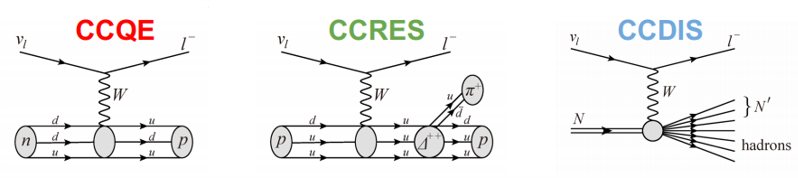 CCQE
ν_l l⁻
W
n d u p
d d
u u
CCRES
ν_l l⁻
W
π⁺
u d
p d u Δ⁺⁺ d p
u u u
u u u
CCDIS
ν_l l⁻
W
N
} N′
hadrons